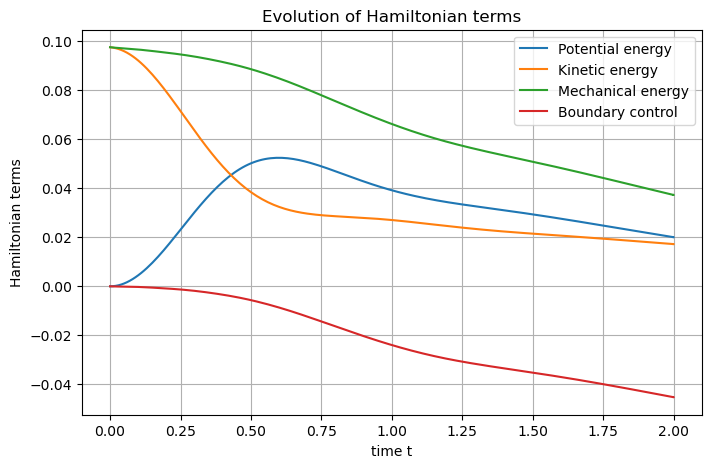 Evolution of Hamiltonian terms
Hamiltonian terms
0.10
0.08
0.06
0.04
0.02
0.00
−0.02
−0.04
Potential energy
Kinetic energy
Mechanical energy
Boundary control
0.00 0.25 0.50 0.75 1.00 1.25 1.50 1.75 2.00
time t